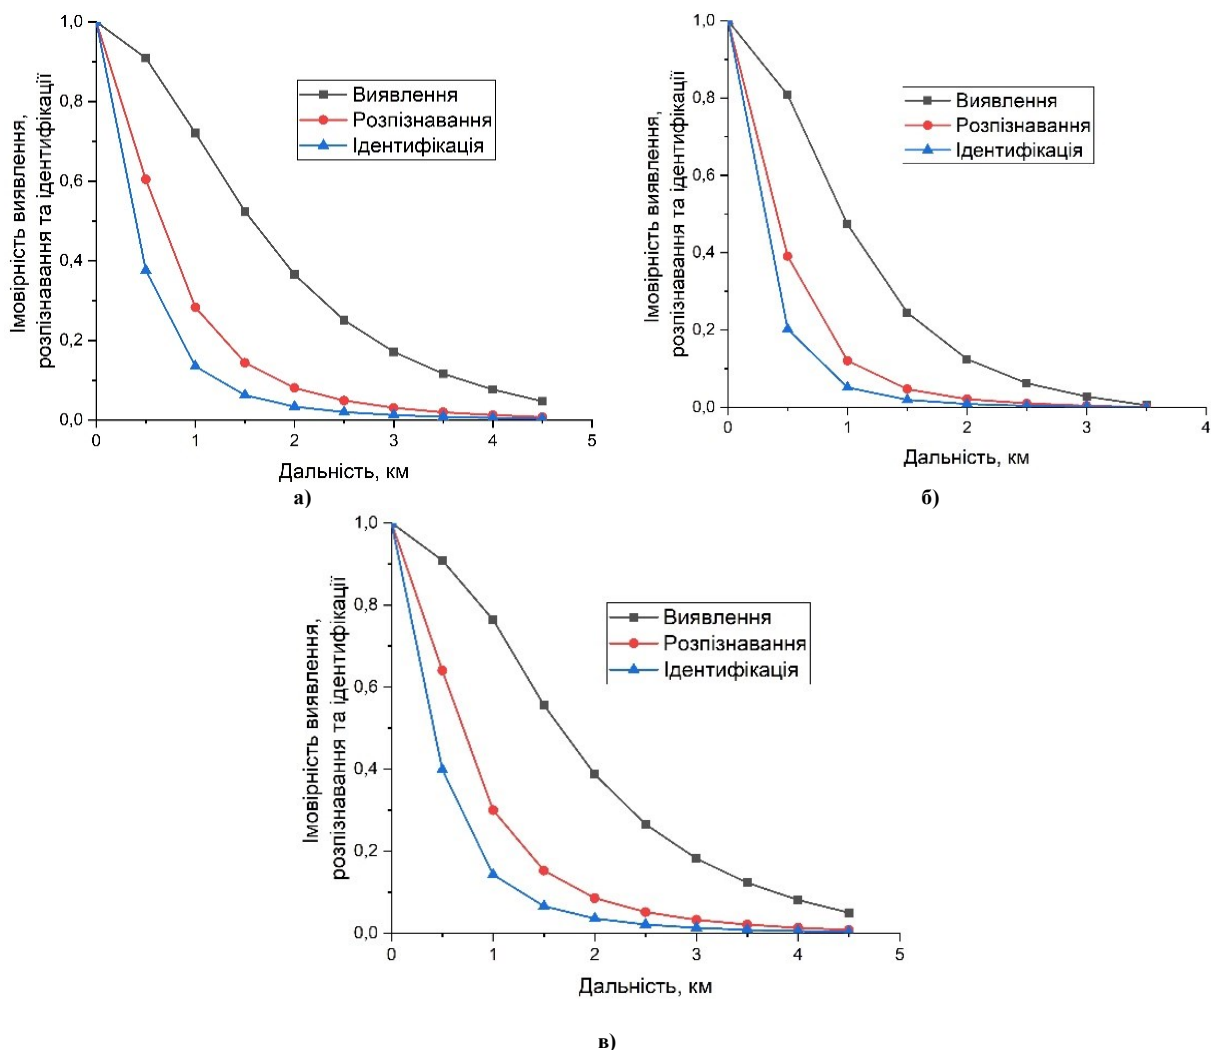 Імовірність виявлення,
розпізнавання та ідентифікації
1,0
0,8
0,6
0,4
0,2
0,0
Виявлення
Розпізнавання
Ідентифікація
0 1 2 3 4 5
Дальність, км
а)
Імовірність виявлення,
розпізнавання та ідентифікації
1,0
0,8
0,6
0,4
0,2
0,0
Виявлення
Розпізнавання
Ідентифікація
0 1 2 3 4
Дальність, км
б)
Імовірність виявлення,
розпізнавання та ідентифікації
1,0
0,8
0,6
0,4
0,2
0,0
Виявлення
Розпізнавання
Ідентифікація
0 1 2 3 4 5
Дальність, км
в)